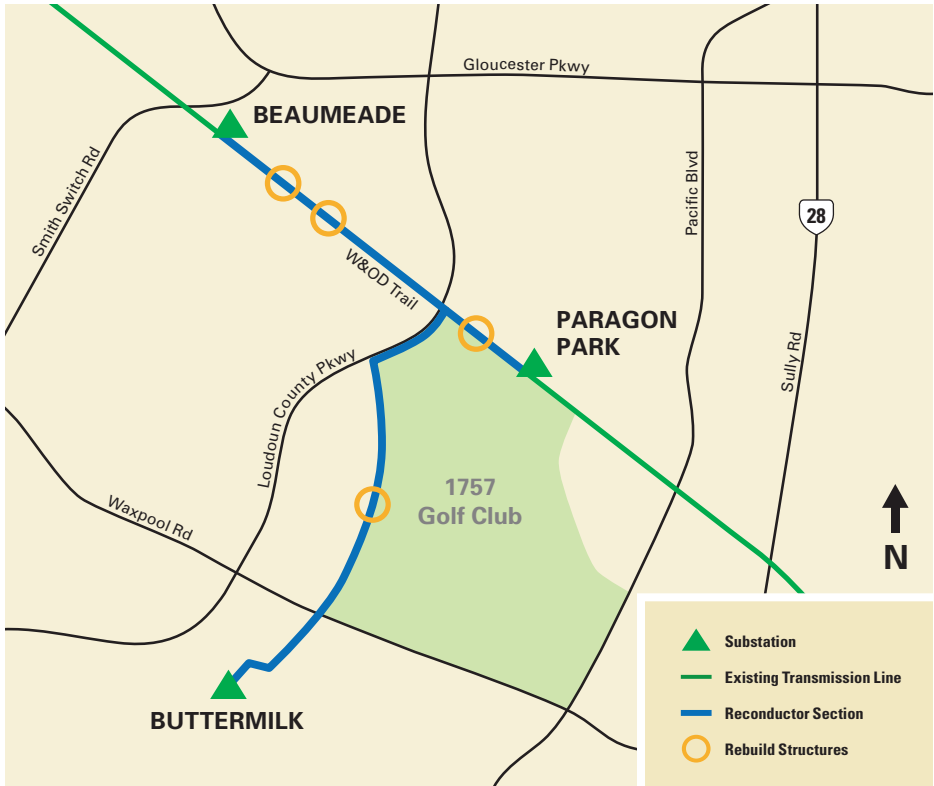 Gloucester Pkwy
BEAUMEADE
Smith Switch Rd
Pacific Blvd
28
W&OD Trail
PARAGON
PARK
Sully Rd
Loudoun County Pkwy
1757
Golf Club
Waxpool Rd
N
BUTTERMILK
Substation
Existing Transmission Line
Reconductor Section
Rebuild Structures